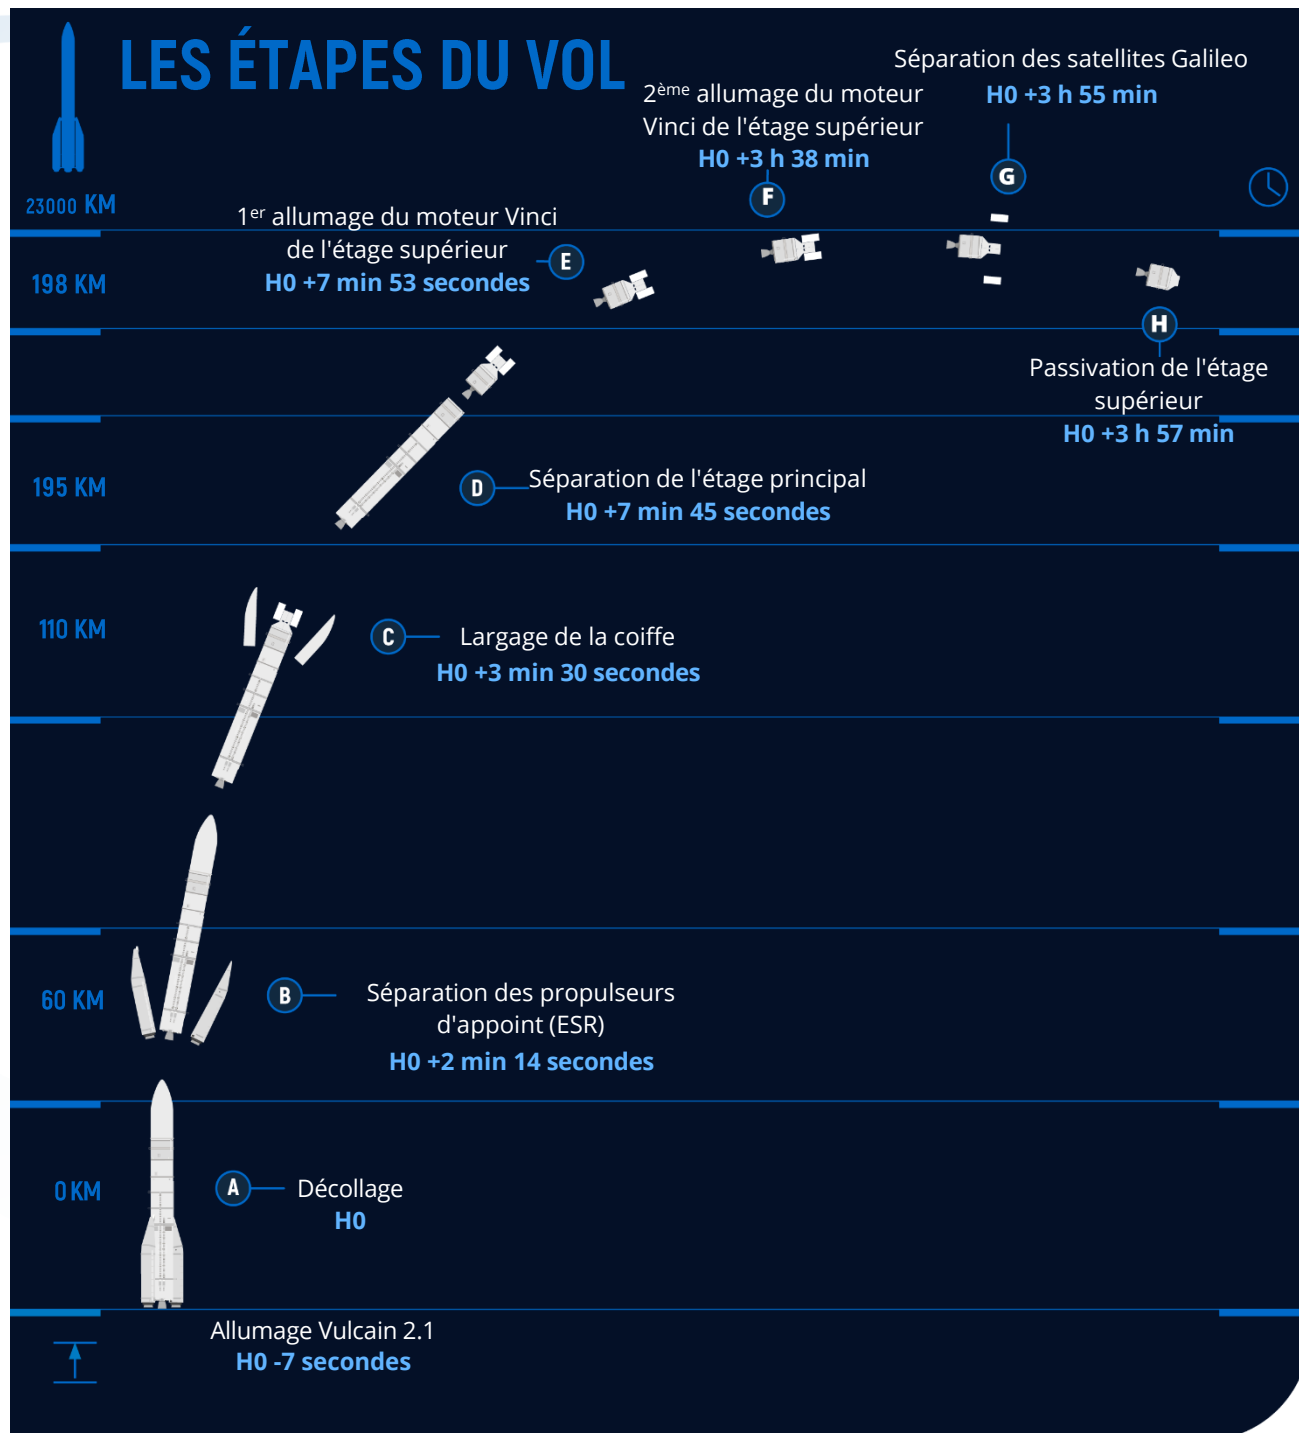 LES ÉTAPES DU VOL
Séparation des satellites Galileo
H0 +3 h 55 min
G
2ème allumage du moteur
Vinci de l'étage supérieur
H0 +3 h 38 min
F
23000 KM
1er allumage du moteur Vinci
de l'étage supérieur
H0 +7 min 53 secondes
E
198 KM
H
Passivation de l'étage
supérieur
H0 +3 h 57 min
195 KM
D
Séparation de l'étage principal
H0 +7 min 45 secondes
110 KM
C
Largage de la coiffe
H0 +3 min 30 secondes
60 KM
B
Séparation des propulseurs
d'appoint (ESR)
H0 +2 min 14 secondes
0 KM
A
Décollage
H0
Allumage Vulcain 2.1
H0 -7 secondes